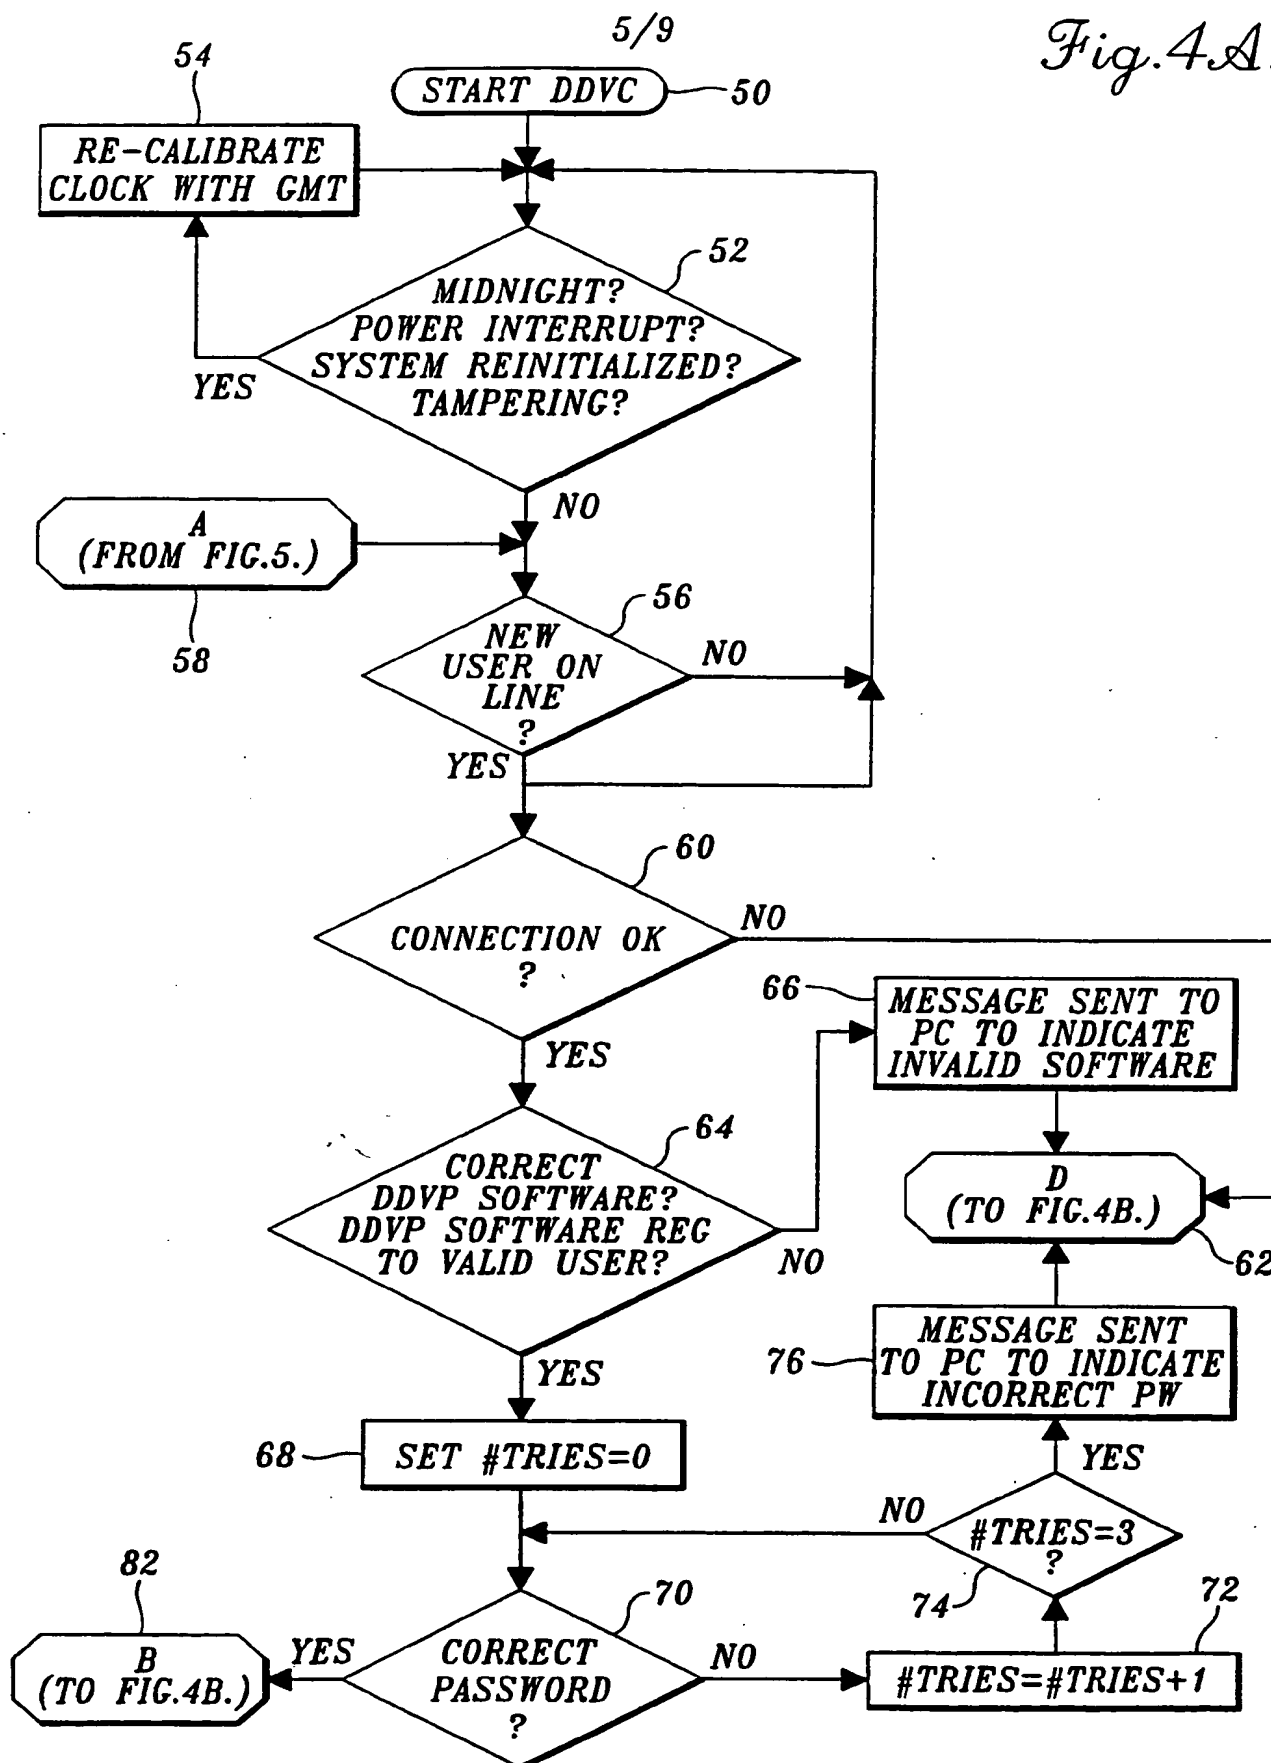 5/9
Fig.4A.
START DDVC
50
54
RE-CALIBRATE
CLOCK WITH GMT
52
MIDNIGHT?
POWER INTERRUPT?
SYSTEM REINITIALIZED?
TAMPERING?
YES
NO
A
(FROM FIG.5.)
58
56
NEW
USER ON
LINE
?
NO
YES
60
CONNECTION OK
?
NO
YES
66
MESSAGE SENT TO
PC TO INDICATE
INVALID SOFTWARE
64
CORRECT
DDVP SOFTWARE?
DDVP SOFTWARE REG
TO VALID USER?
NO
YES
D
(TO FIG.4B.)
62
76
MESSAGE SENT
TO PC TO INDICATE
INCORRECT PW
68
SET #TRIES=0
YES
NO
#TRIES=3
?
74
72
#TRIES=#TRIES+1
70
CORRECT
PASSWORD
?
NO
YES
82
B
(TO FIG.4B.)